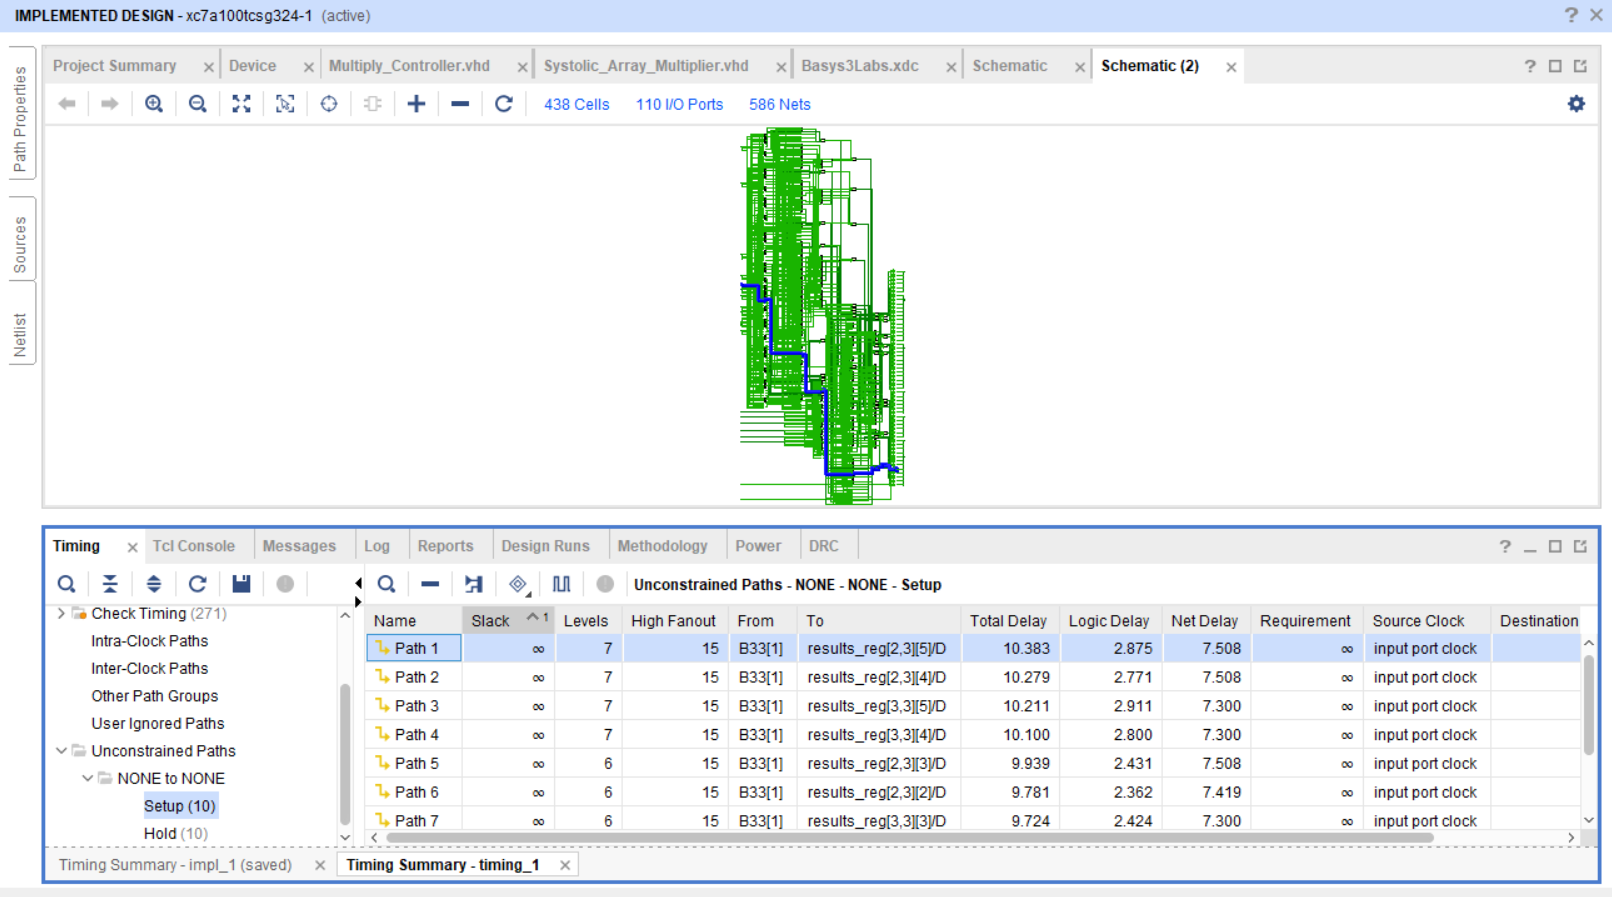 IMPLEMENTED DESIGN - xc7a100tcsg324-1 (active)
Path Properties
Sources
Netlist
Project Summary
Device
Multiply_Controller.vhd
Systolic_Array_Multiplier.vhd
Basys3Labs.xdc
Schematic
Schematic (2)
438 Cells 110 I/O Ports 586 Nets
Timing
Tcl Console
Messages
Log
Reports
Design Runs
Methodology
Power
DRC
Check Timing (271)
Intra-Clock Paths
Inter-Clock Paths
Other Path Groups
User Ignored Paths
Unconstrained Paths
NONE to NONE
Setup (10)
Hold (10)
Unconstrained Paths - NONE - NONE - Setup
Name Slack 1 Levels High Fanout From To Total Delay Logic Delay Net Delay Requirement Source Clock Destination
Path 1 ∞ 7 15 B33[1] results_reg[2,3][5]/D 10.383 2.875 7.508 ∞ input port clock
Path 2 ∞ 7 15 B33[1] results_reg[2,3][4]/D 10.279 2.771 7.508 ∞ input port clock
Path 3 ∞ 7 15 B33[1] results_reg[3,3][5]/D 10.211 2.911 7.300 ∞ input port clock
Path 4 ∞ 7 15 B33[1] results_reg[3,3][4]/D 10.100 2.800 7.300 ∞ input port clock
Path 5 ∞ 6 15 B33[1] results_reg[2,3][3]/D 9.939 2.431 7.508 ∞ input port clock
Path 6 ∞ 6 15 B33[1] results_reg[2,3][2]/D 9.781 2.362 7.419 ∞ input port clock
Path 7 ∞ 6 15 B33[1] results_reg[3,3][3]/D 9.724 2.424 7.300 ∞ input port clock
Timing Summary - impl_1 (saved)
Timing Summary - timing_1